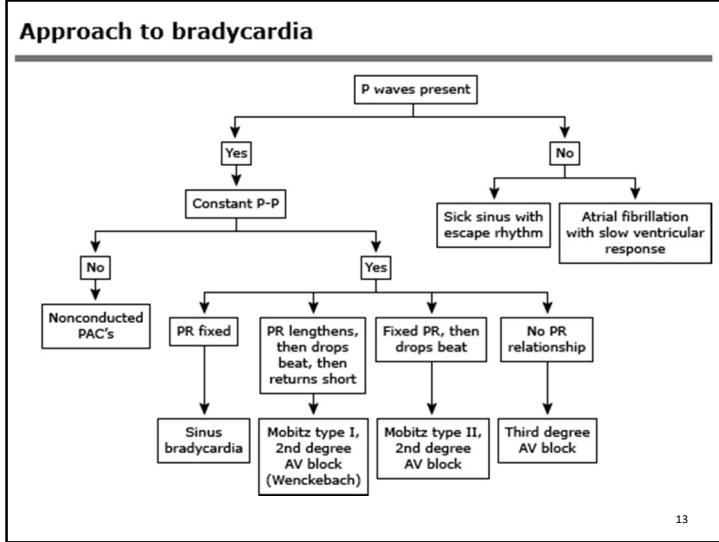 Approach to bradycardia
P waves present
Yes
No
Constant P-P
Sick sinus with
escape rhythm
Atrial fibrillation
with slow ventricular
response
No
Yes
Nonconducted
PAC's
PR fixed
PR lengthens,
then drops
beat, then
returns short
Fixed PR, then
drops beat
No PR
relationship
Sinus
bradycardia
Mobitz type I,
2nd degree
AV block
(Wenckebach)
Mobitz type II,
2nd degree
AV block
Third degree
AV block
13